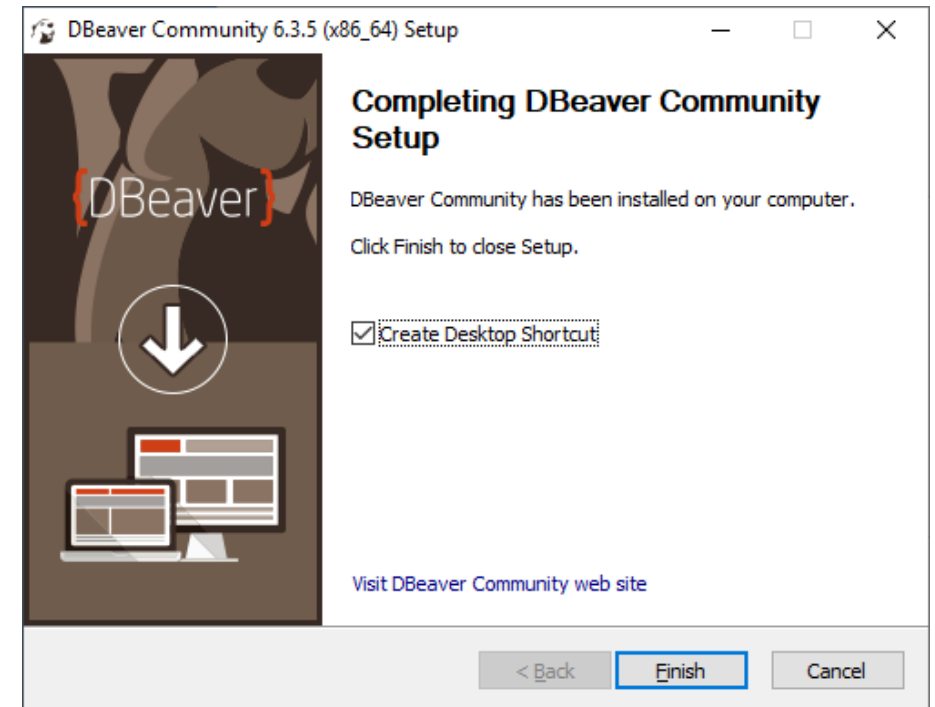 DBeaver Community 6.3.5 (x86_64) Setup
{DBeaver}
Completing DBeaver Community
Setup
DBeaver Community has been installed on your computer.
Click Finish to close Setup.
Create Desktop Shortcut
Visit DBeaver Community web site
< Back
Finish
Cancel